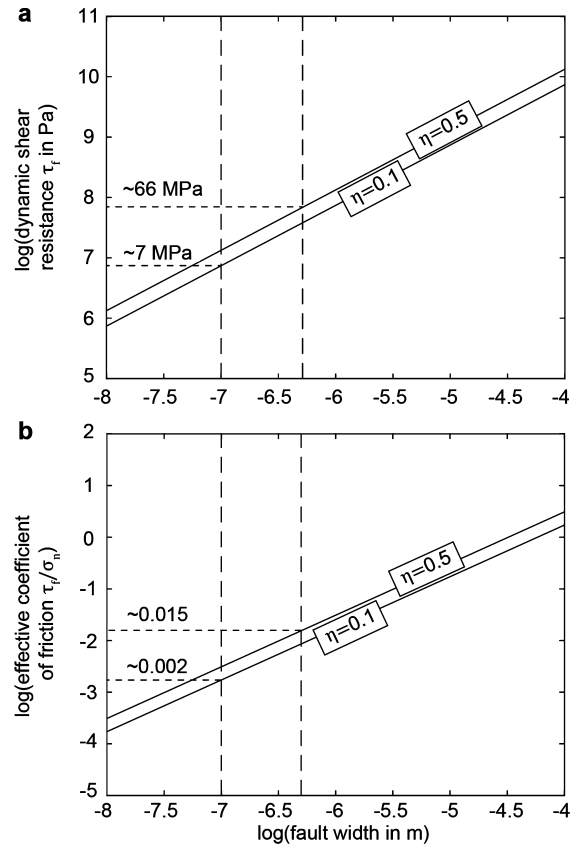 a
11
10
9
8
7
6
5
log(dynamic shear
resistance τf in Pa)
~66 MPa
~7 MPa
η=0.5
η=0.1
-8 -7.5 -7 -6.5 -6 -5.5 -5 -4.5 -4
b
2
1
0
-1
-2
-3
-4
-5
log(effective coefficient
of friction τf/σn)
~0.015
~0.002
η=0.5
η=0.1
-8 -7.5 -7 -6.5 -6 -5.5 -5 -4.5 -4
log(fault width in m)